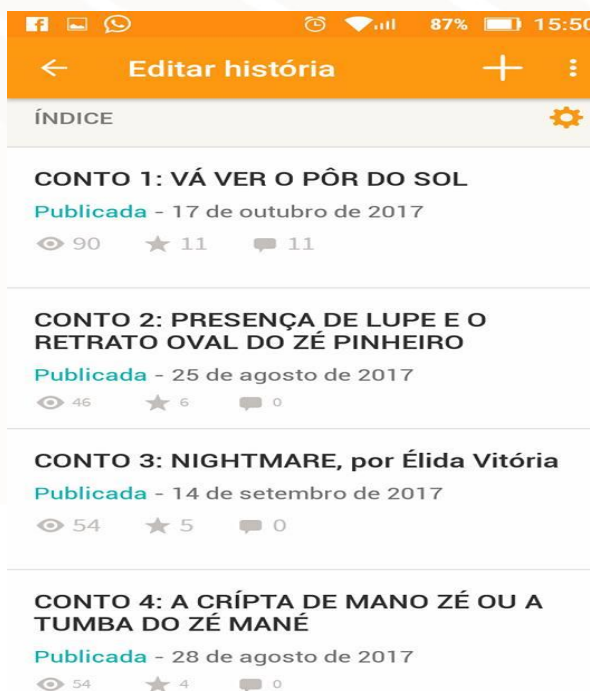 87% 15:50
Editar história
ÍNDICE
CONTO 1: VÁ VER O PÔR DO SOL
Publicada - 17 de outubro de 2017
90 11 11
CONTO 2: PRESENÇA DE LUPE E O
RETRATO OVAL DO ZÉ PINHEIRO
Publicada - 25 de agosto de 2017
46 6 0
CONTO 3: NIGHTMARE, por Élida Vitória
Publicada - 14 de setembro de 2017
54 5 0
CONTO 4: A CRÍPTA DE MANO ZÉ OU A
TUMBA DO ZÉ MANÉ
Publicada - 28 de agosto de 2017
54 4 0